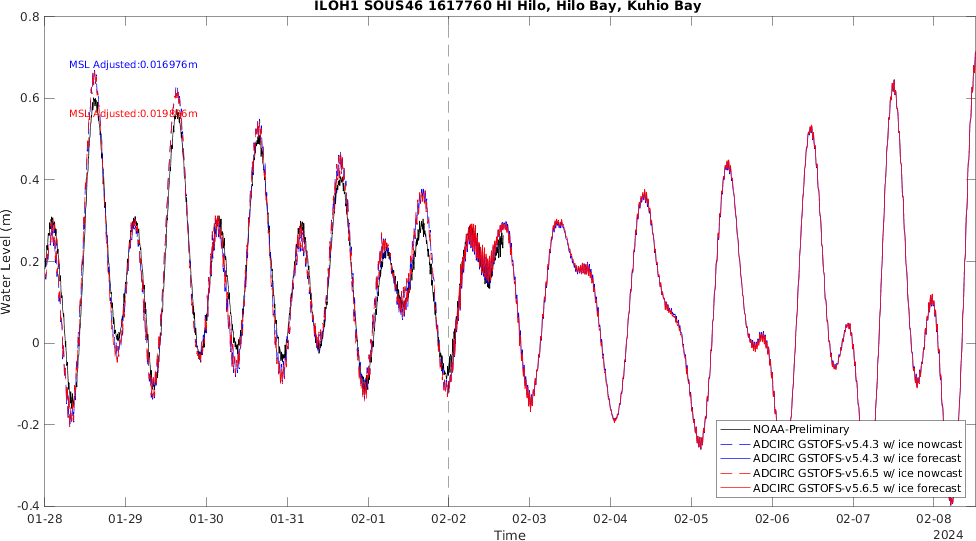 ILOH1 SOUS46 1617760 HI Hilo, Hilo Bay, Kuhio Bay
0.8
0.6
0.4
0.2
0
-0.2
-0.4
Water Level (m)
MSL Adjusted:0.016976m
MSL Adjusted:
NOAA-Preliminary
ADCIRC GSTOFS-v5.4.3 w/ ice nowcast
ADCIRC GSTOFS-v5.4.3 w/ ice forecast
ADCIRC GSTOFS-v5.6.5 w/ ice nowcast
ADCIRC GSTOFS-v5.6.5 w/ ice forecast
01-28 01-29 01-30 01-31 02-01 02-02 02-03 02-04 02-05 02-06 02-07 02-08
Time
2024